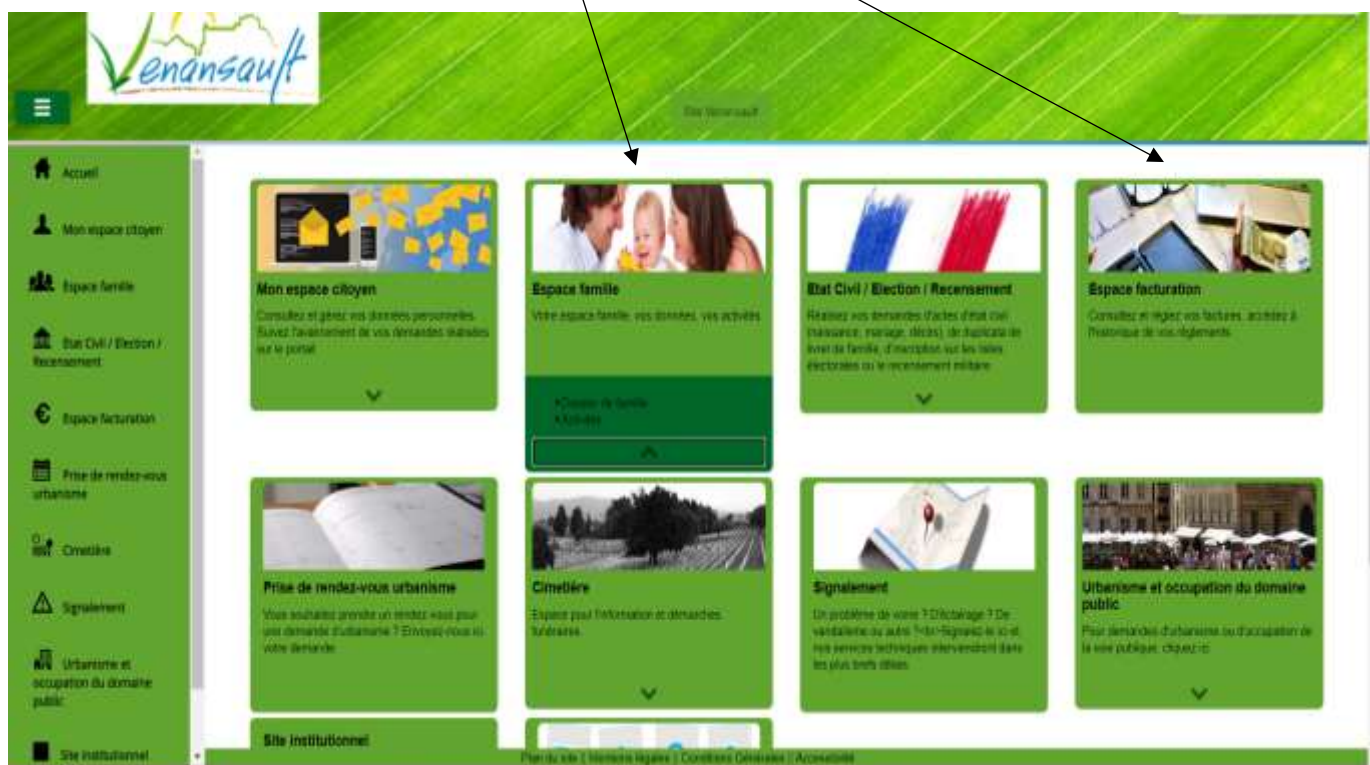 Venansault
Site Venansault
Accueil
Mon espace citoyen
Espace famille
Etat Civil / Election /
Recensement
Espace facturation
Prise de rendez-vous
urbanisme
Cimetière
Signalement
Urbanisme et
occupation du domaine
public
Site institutionnel
Mon espace citoyen
Consultez et gérez vos données personnelles.
Suivez l'avancement de vos demandes réalisées
sur le portail
Espace famille
Votre espace famille, vos données, vos activités
Dossier de famille
Activités
Etat Civil / Election / Recensement
Réalisez vos demandes d'actes d'état civil
(naissance, mariage, décès), de duplicata de
livret de famille, d'inscription sur les listes
électorales ou le recensement militaire
Espace facturation
Consultez et réglez vos factures, accédez à
l'historique de vos règlements.
Prise de rendez-vous urbanisme
Vous souhaitez prendre un rendez-vous pour
une demande d'urbanisme ? Envoyez-nous ici
votre demande.
Cimetière
Espace pour l'information et démarches
funéraires.
Signalement
Un problème de voirie ? D'éclairage ? De
vandalisme ou autre ?<br>Signalez-le ici et
nos services techniques interviendront dans
les plus brefs délais.
Urbanisme et occupation du domaine
public
Pour demandes d'urbanisme ou d'occupation de
la voie publique, cliquez ici
Site institutionnel
Plan du site | Mentions légales | Conditions Générales | Accessibilité